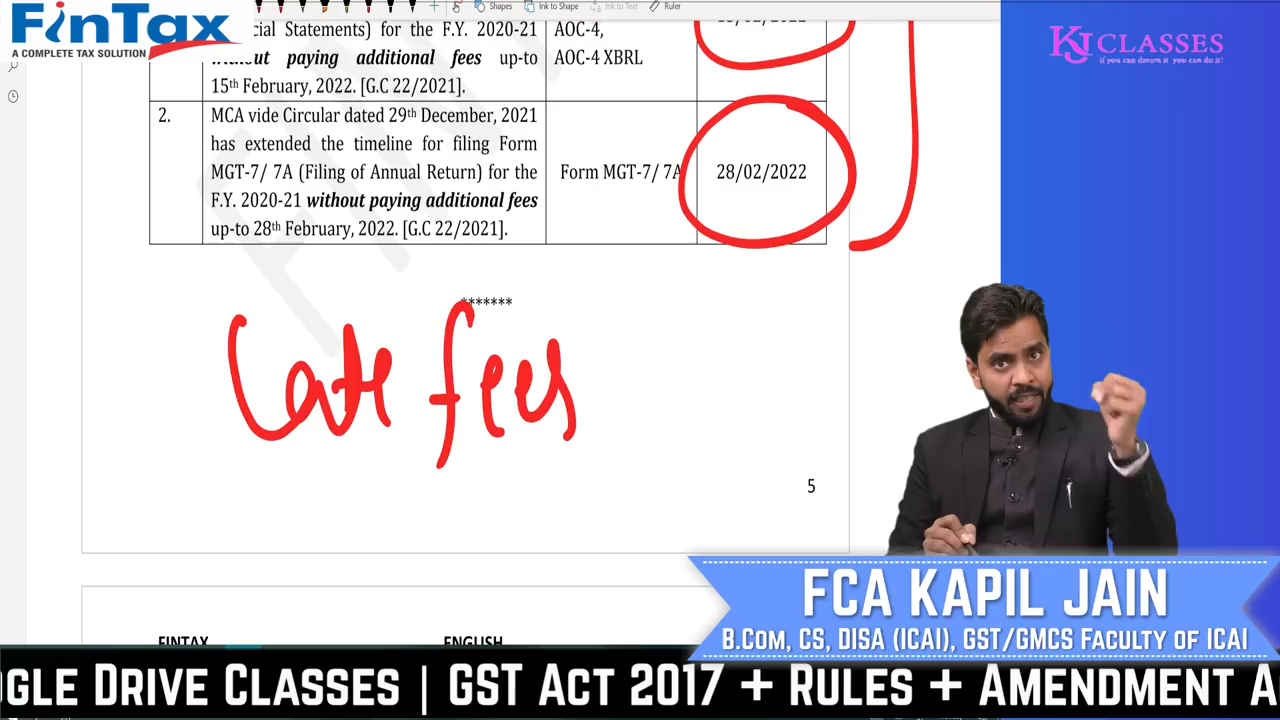 FinTax
A COMPLETE TAX SOLUTION
Shapes
Ink to Shape
Ink to Text
Ruler
KJ CLASSES
if you can dream it you can do it!
cial Statements) for the F.Y. 2020-21
without paying additional fees up-to
15th February, 2022. [G.C 22/2021].
AOC-4,
AOC-4 XBRL
2.
MCA vide Circular dated 29th December, 2021
has extended the timeline for filing Form
MGT-7/ 7A (Filing of Annual Return) for the
F.Y. 2020-21 without paying additional fees
up-to 28th February, 2022. [G.C 22/2021].
Form MGT-7/ 7A
28/02/2022
*******
Late fees
5
FINTAX
ENGLISH
FCA KAPIL JAIN
B.Com, CS, DISA (ICAI), GST/GMCS Faculty of ICAI
OGLE DRIVE CLASSES | GST ACT 2017 + RULES + AMENDMENT A